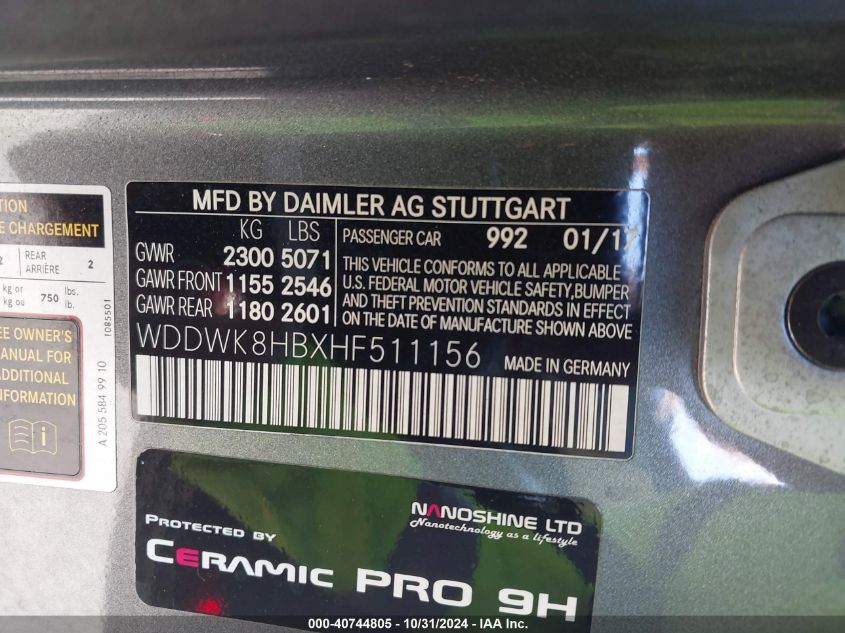 TION
E CHARGEMENT
2 REAR ARRIÈRE 2
kg or 750 lbs.
kg ou lb.
1085501
EE OWNER'S
MANUAL FOR
ADDITIONAL
INFORMATION
A 205 584 99 10
MFD BY DAIMLER AG STUTTGART
KG LBS
GVWR 2300 5071
GAWR FRONT 1155 2546
GAWR REAR 1180 2601
PASSENGER CAR 992 01/17
THIS VEHICLE CONFORMS TO ALL APPLICABLE
U.S. FEDERAL MOTOR VEHICLE SAFETY,BUMPER
AND THEFT PREVENTION STANDARDS IN EFFECT
ON THE DATE OF MANUFACTURE SHOWN ABOVE
WDDWK8HBXHF511156 MADE IN GERMANY
NANOSHINE LTD
Nanotechnology as a lifestyle
PROTECTED BY
CERAMIC PRO 9H
000-40744805 - 10/31/2024 - IAA Inc.